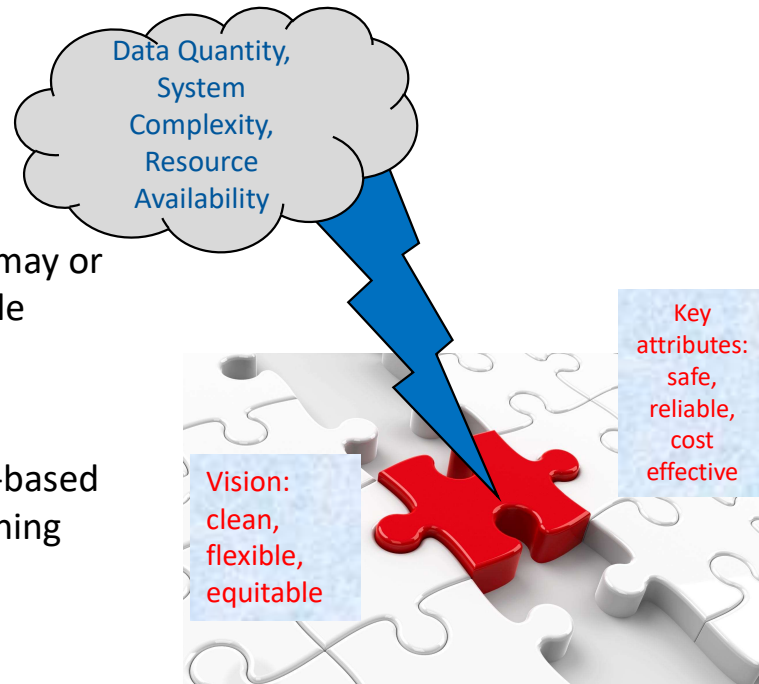 Data Quantity,
System
Complexity,
Resource
Availability
may or
le
-based
ning
Key
attributes:
safe,
reliable,
cost
effective
Vision:
clean,
flexible,
equitable